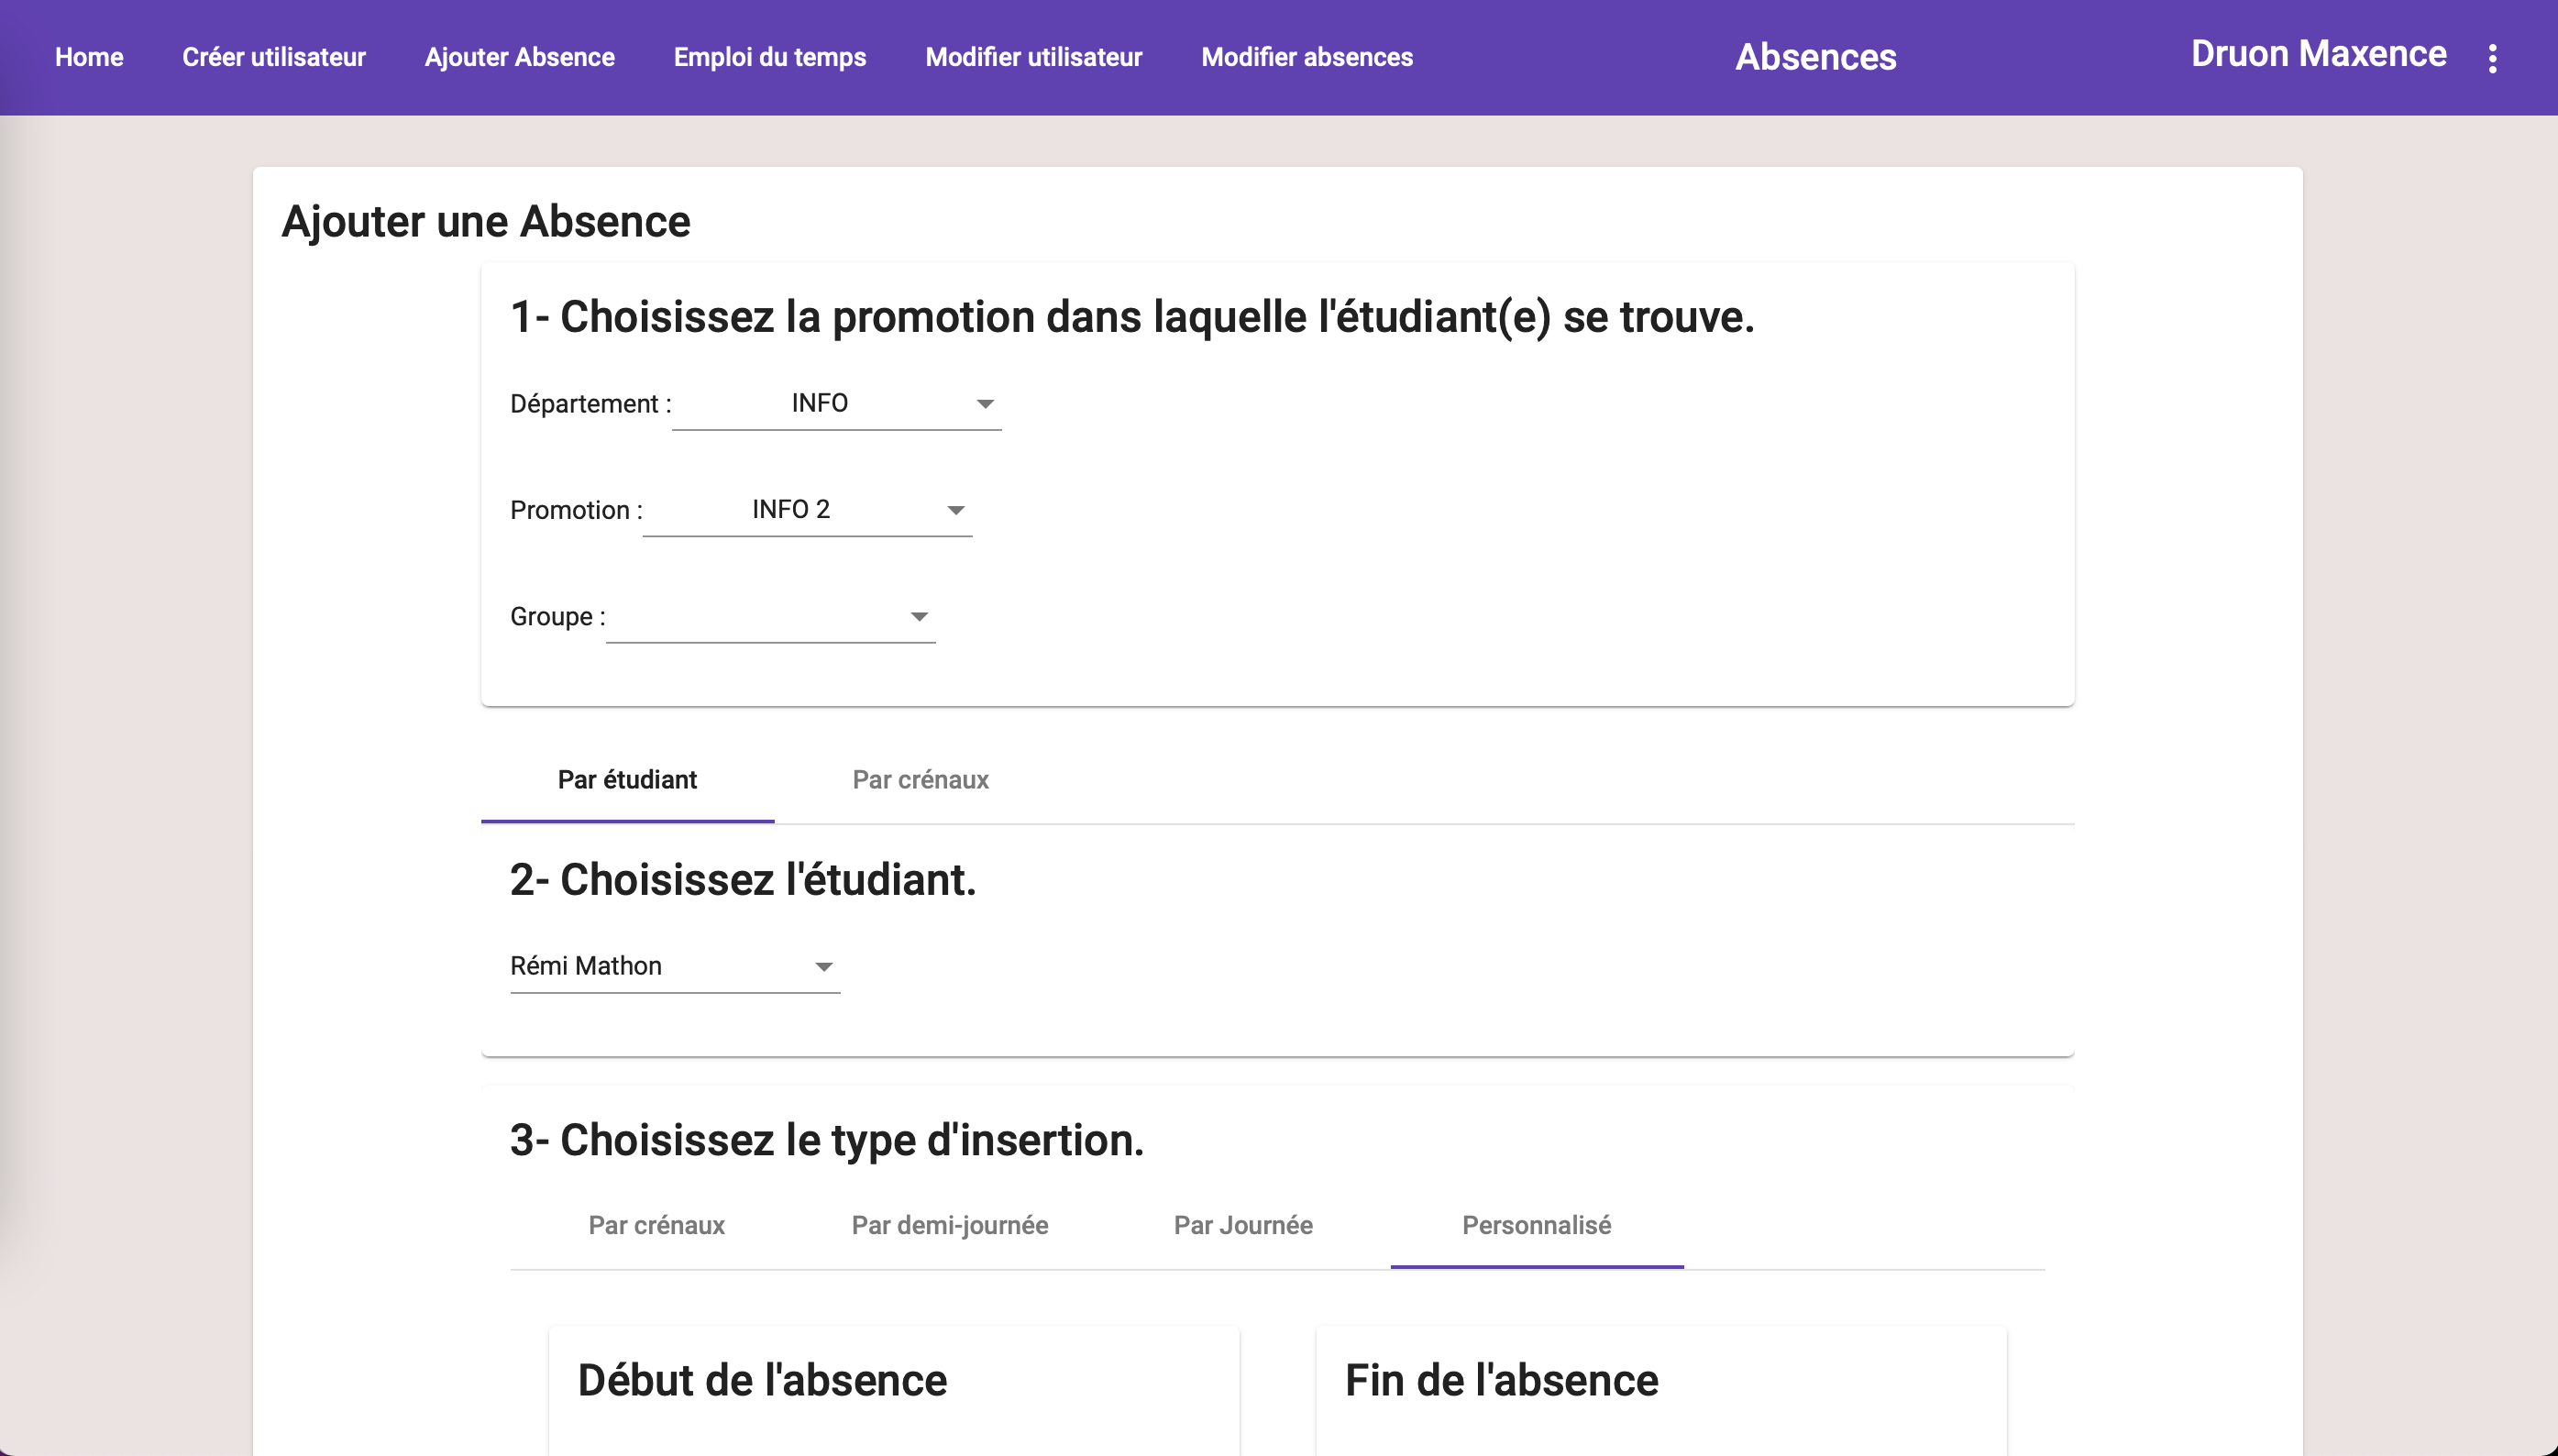 Home Créer utilisateur Ajouter Absence Emploi du temps Modifier utilisateur Modifier absences Absences Druon Maxence
Ajouter une Absence
1- Choisissez la promotion dans laquelle l'étudiant(e) se trouve.
Département : INFO
Promotion : INFO 2
Groupe :
Par étudiant Par crénaux
2- Choisissez l'étudiant.
Rémi Mathon
3- Choisissez le type d'insertion.
Par crénaux Par demi-journée Par Journée Personnalisé
Début de l'absence Fin de l'absence